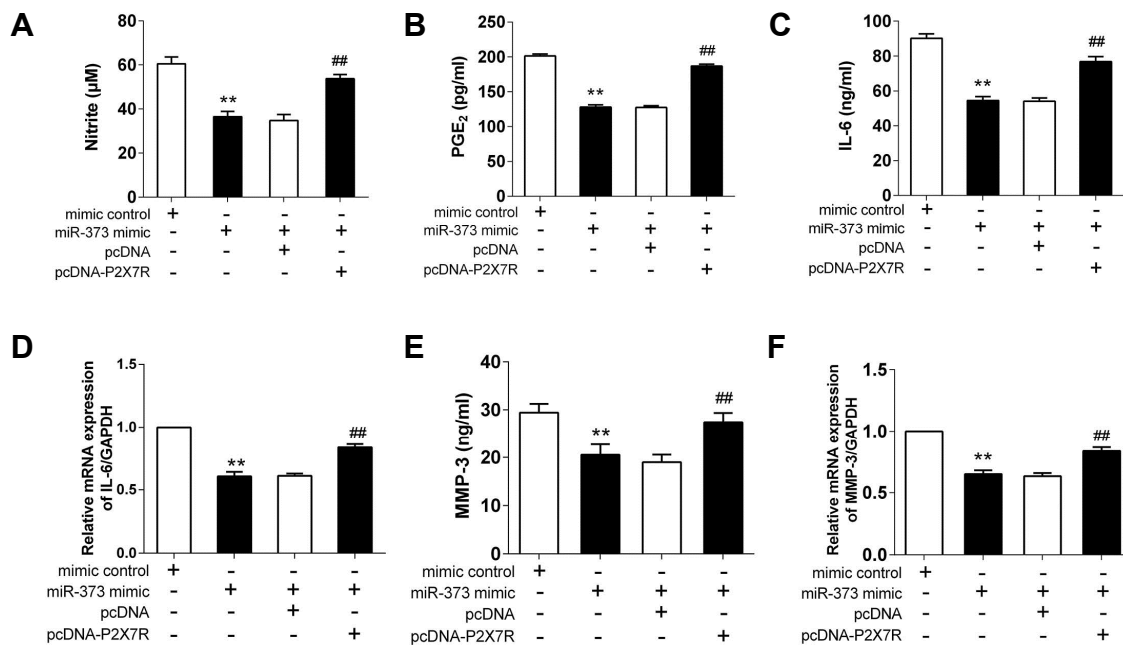 A
Nitrite (μM)
80
60
40
20
0
**
##
mimic control + - - -
miR-373 mimic - + + +
pcDNA - - + -
pcDNA-P2X7R - - - +
B
PGE₂ (pg/ml)
250
200
150
100
50
0
**
##
mimic control + - - -
miR-373 mimic - + + +
pcDNA - - + -
pcDNA-P2X7R - - - +
C
IL-6 (ng/ml)
100
80
60
40
20
0
**
##
mimic control + - - -
miR-373 mimic - + + +
pcDNA - - + -
pcDNA-P2X7R - - - +
D
Relative mRNA expression
of IL-6/GAPDH
1.5
1.0
0.5
0.0
**
##
mimic control + - - -
miR-373 mimic - + + +
pcDNA - - + -
pcDNA-P2X7R - - - +
E
MMP-3 (ng/ml)
40
30
20
10
0
**
##
mimic control + - - -
miR-373 mimic - + + +
pcDNA - - + -
pcDNA-P2X7R - - - +
F
Relative mRNA expression
of MMP-3/GAPDH
1.5
1.0
0.5
0.0
**
##
mimic control + - - -
miR-373 mimic - + + +
pcDNA - - + -
pcDNA-P2X7R - - - +